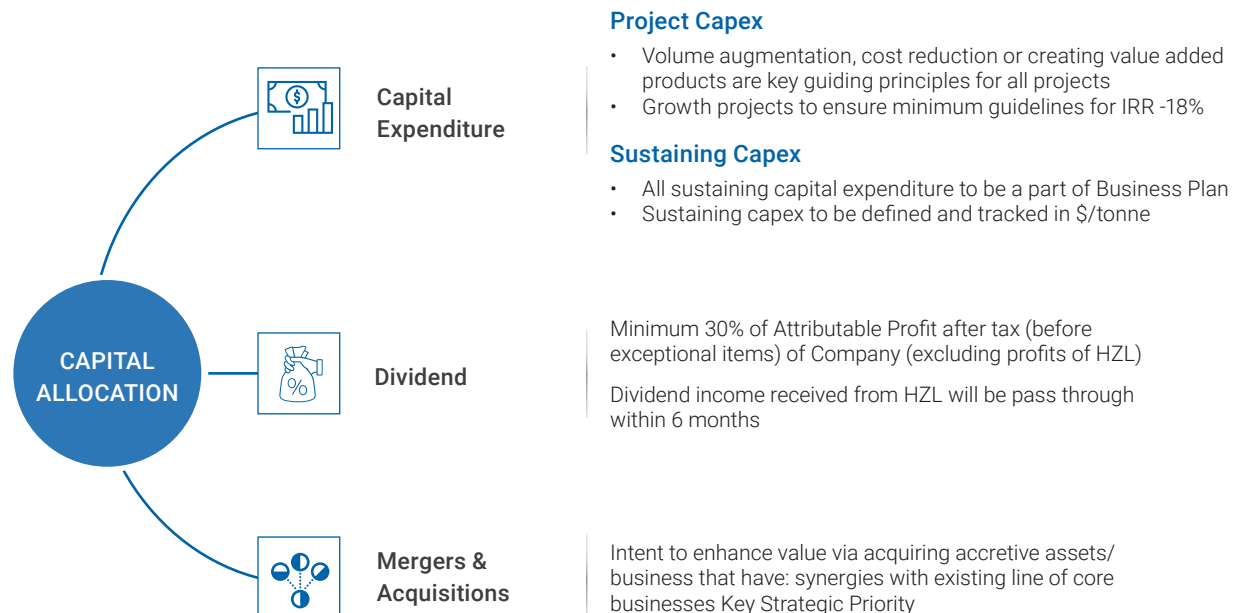 CAPITAL
ALLOCATION
Capital
Expenditure
Project Capex
• Volume augmentation, cost reduction or creating value added
products are key guiding principles for all projects
• Growth projects to ensure minimum guidelines for IRR -18%
Sustaining Capex
• All sustaining capital expenditure to be a part of Business Plan
• Sustaining capex to be defined and tracked in $/tonne
Dividend
Minimum 30% of Attributable Profit after tax (before
exceptional items) of Company (excluding profits of HZL)
Dividend income received from HZL will be pass through
within 6 months
Mergers &
Acquisitions
Intent to enhance value via acquiring accretive assets/
business that have: synergies with existing line of core
businesses Key Strategic Priority